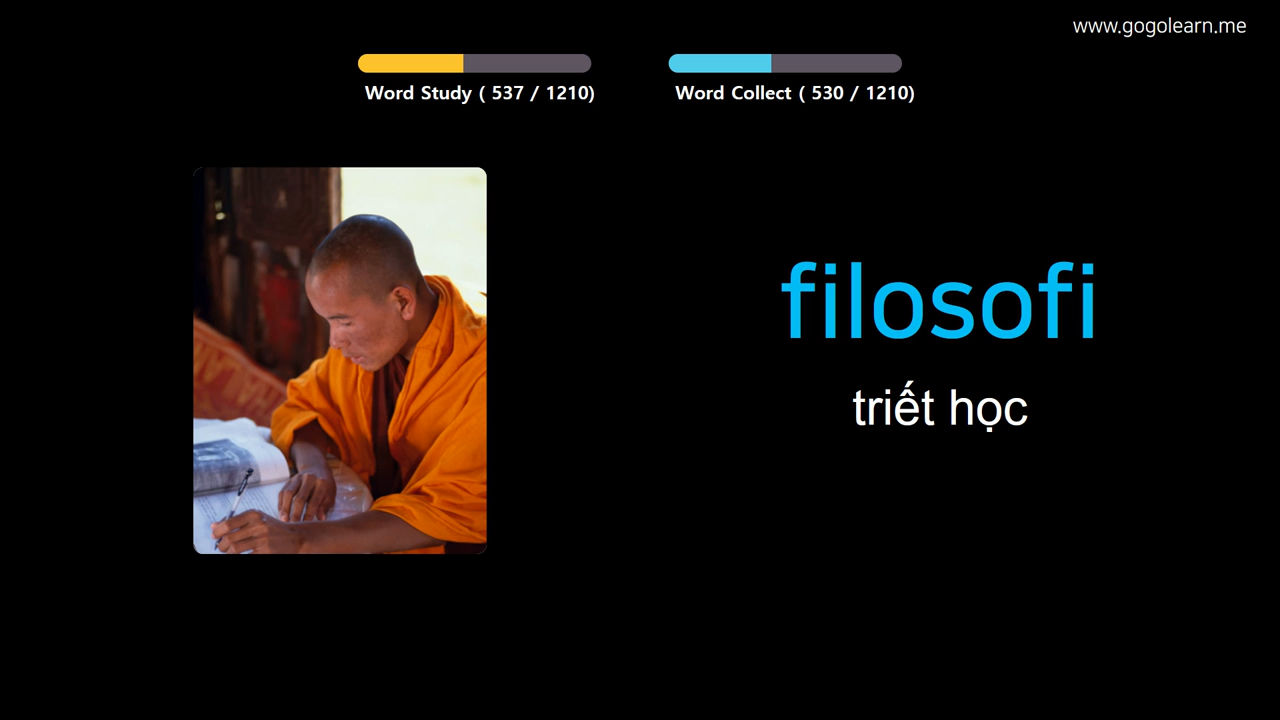 www.gogolearn.me
Word Study ( 537 / 1210)
Word Collect ( 530 / 1210)
filosofi
triết học